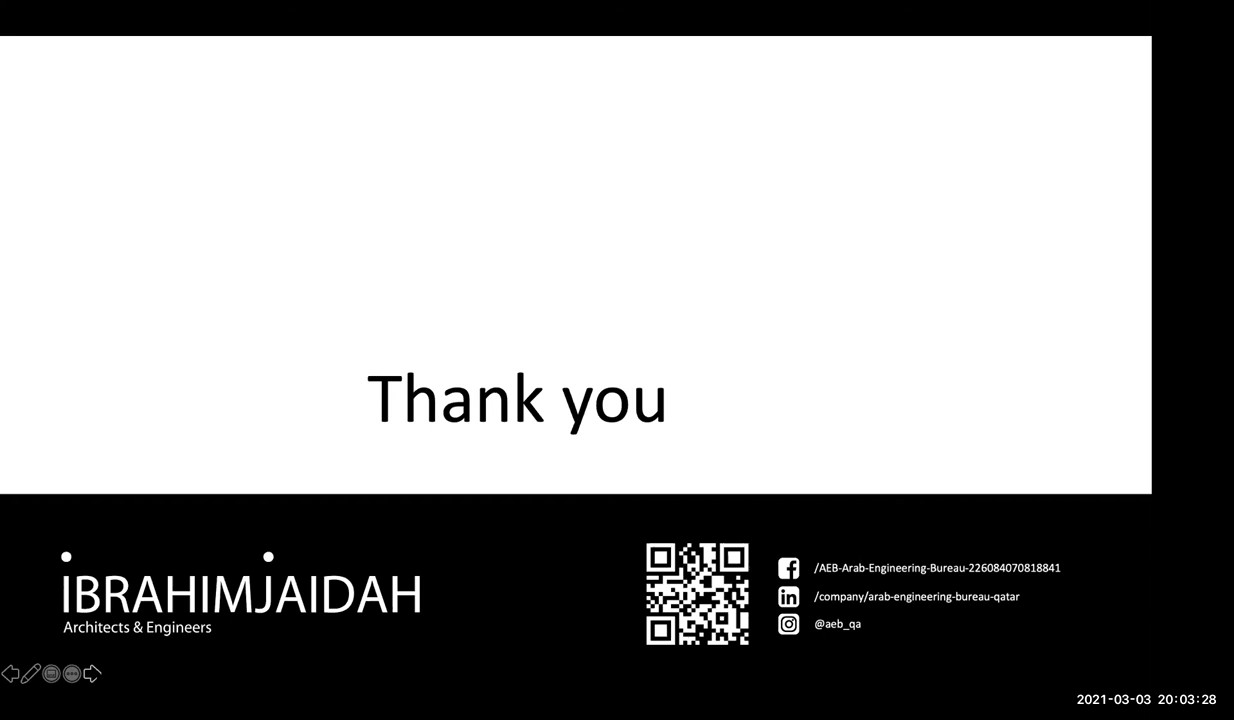 Thank you
IBRAHIMJAIDAH
Architects & Engineers
/AEB-Arab-Engineering-Bureau-226084070818841
/company/arab-engineering-bureau-qatar
@aeb_qa
2021-03-03 20:03:28